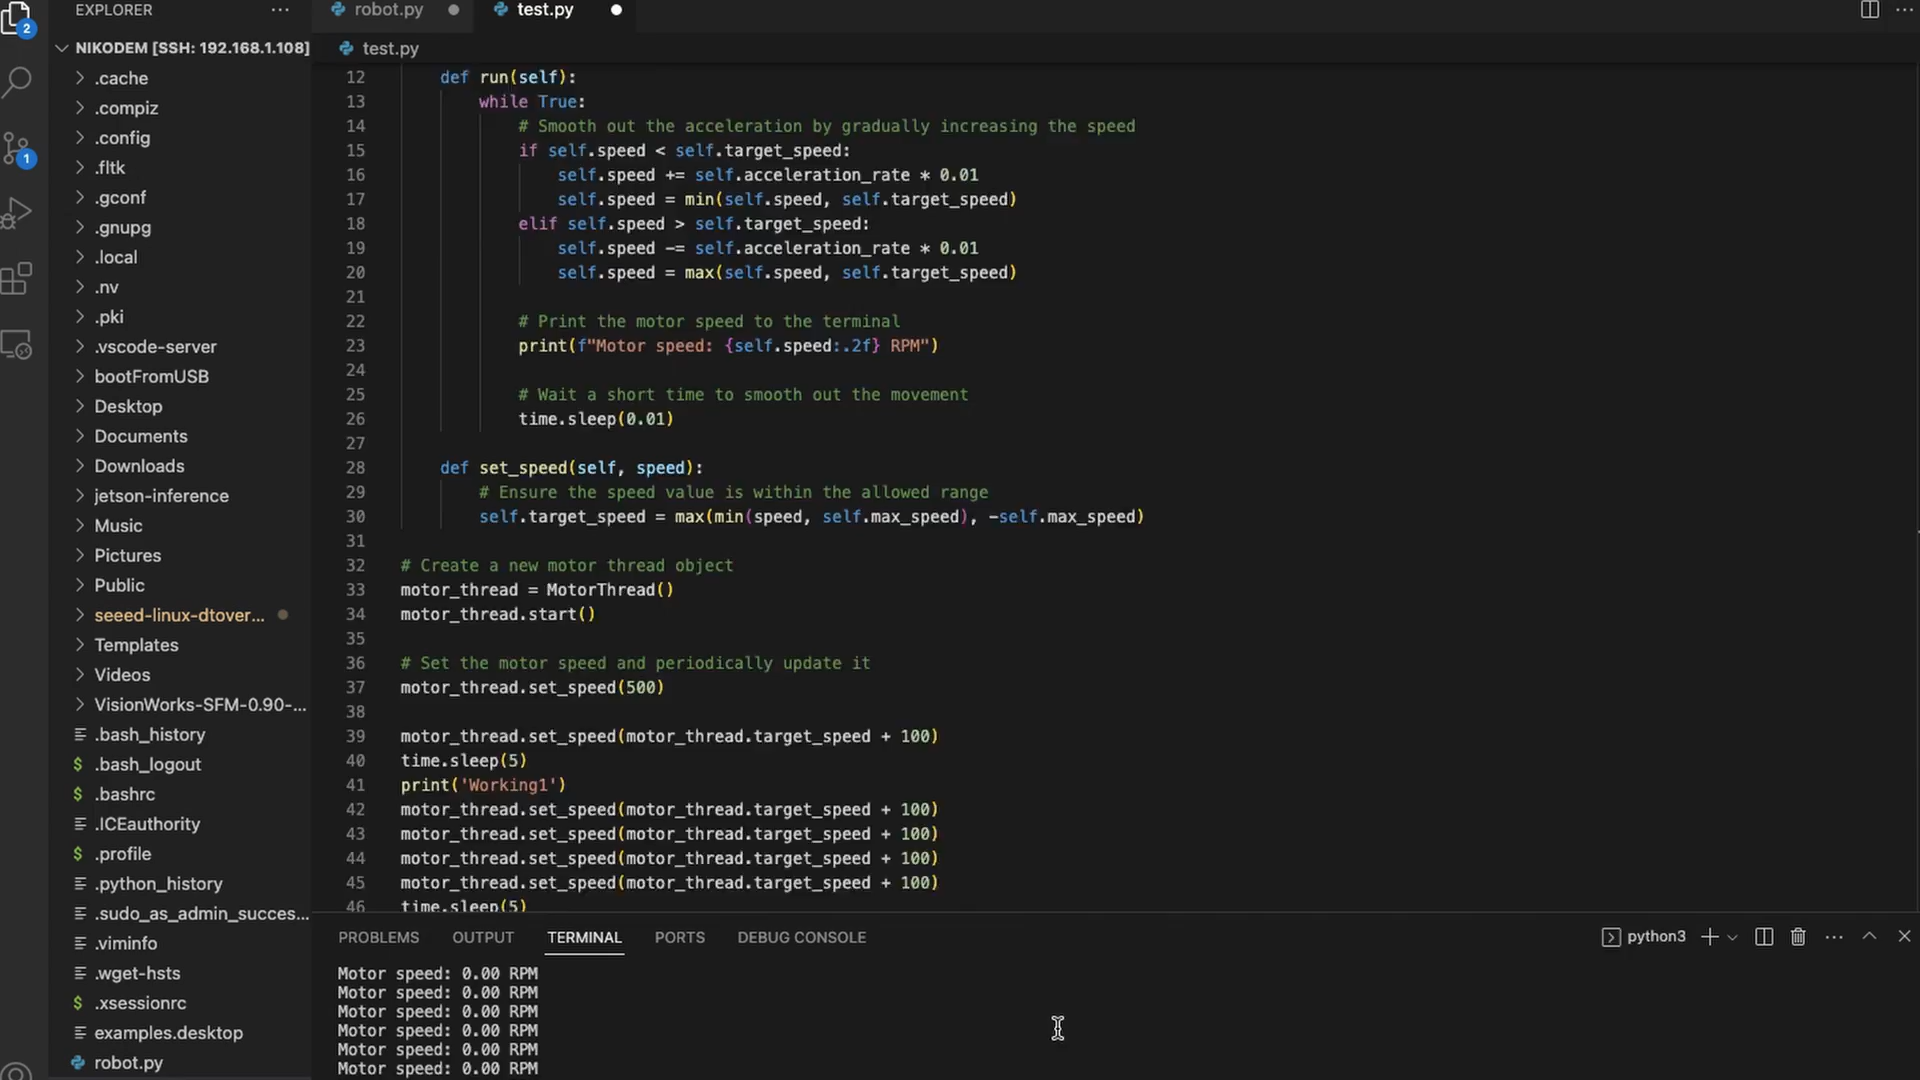 EXPLORER
robot.py
test.py
2
NIKODEM [SSH: 192.168.1.108]
test.py
.cache
.compiz
.config
.fltk
.gconf
.gnupg
.local
.nv
.pki
.vscode-server
bootFromUSB
Desktop
Documents
Downloads
jetson-inference
Music
Pictures
Public
seeed-linux-dtover...
Templates
Videos
VisionWorks-SFM-0.90-...
.bash_history
$ .bash_logout
$ .bashrc
.ICEauthority
$ .profile
.python_history
.sudo_as_admin_succes...
.viminfo
.wget-hsts
$ .xsessionrc
examples.desktop
robot.py
1
12 def run(self):
13 while True:
14 # Smooth out the acceleration by gradually increasing the speed
15 if self.speed < self.target_speed:
16 self.speed += self.acceleration_rate * 0.01
17 self.speed = min(self.speed, self.target_speed)
18 elif self.speed > self.target_speed:
19 self.speed -= self.acceleration_rate * 0.01
20 self.speed = max(self.speed, self.target_speed)
21
22 # Print the motor speed to the terminal
23 print(f"Motor speed: {self.speed:.2f} RPM")
24
25 # Wait a short time to smooth out the movement
26 time.sleep(0.01)
27
28 def set_speed(self, speed):
29 # Ensure the speed value is within the allowed range
30 self.target_speed = max(min(speed, self.max_speed), -self.max_speed)
31
32 # Create a new motor thread object
33 motor_thread = MotorThread()
34 motor_thread.start()
35
36 # Set the motor speed and periodically update it
37 motor_thread.set_speed(500)
38
39 motor_thread.set_speed(motor_thread.target_speed + 100)
40 time.sleep(5)
41 print('Working1')
42 motor_thread.set_speed(motor_thread.target_speed + 100)
43 motor_thread.set_speed(motor_thread.target_speed + 100)
44 motor_thread.set_speed(motor_thread.target_speed + 100)
45 motor_thread.set_speed(motor_thread.target_speed + 100)
46 time.sleep(5)
PROBLEMS OUTPUT TERMINAL PORTS DEBUG CONSOLE
python3
Motor speed: 0.00 RPM
Motor speed: 0.00 RPM
Motor speed: 0.00 RPM
Motor speed: 0.00 RPM
Motor speed: 0.00 RPM
Motor speed: 0.00 RPM